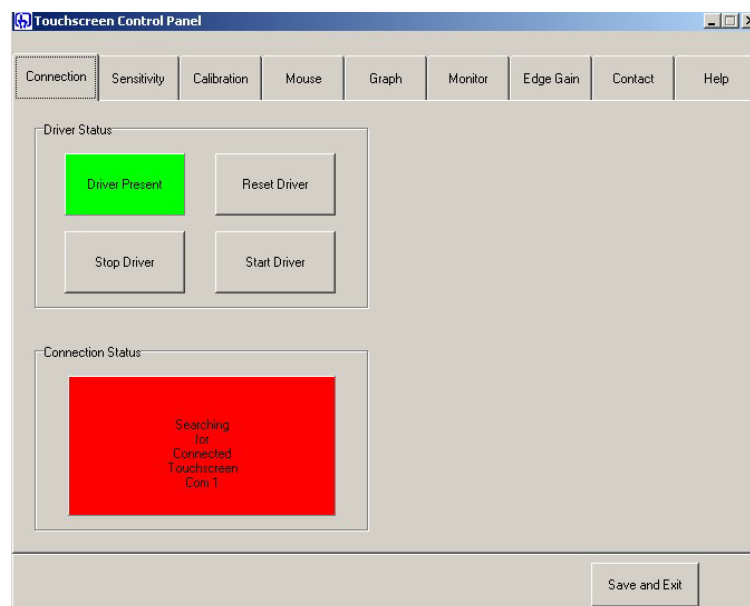 Touchscreen Control Panel
Connection Sensitivity Calibration Mouse Graph Monitor Edge Gain Contact Help
Driver Status
Driver Present Reset Driver
Stop Driver Start Driver
Connection Status
Searching
for
Connected
Touchscreen
Com 1
Save and Exit